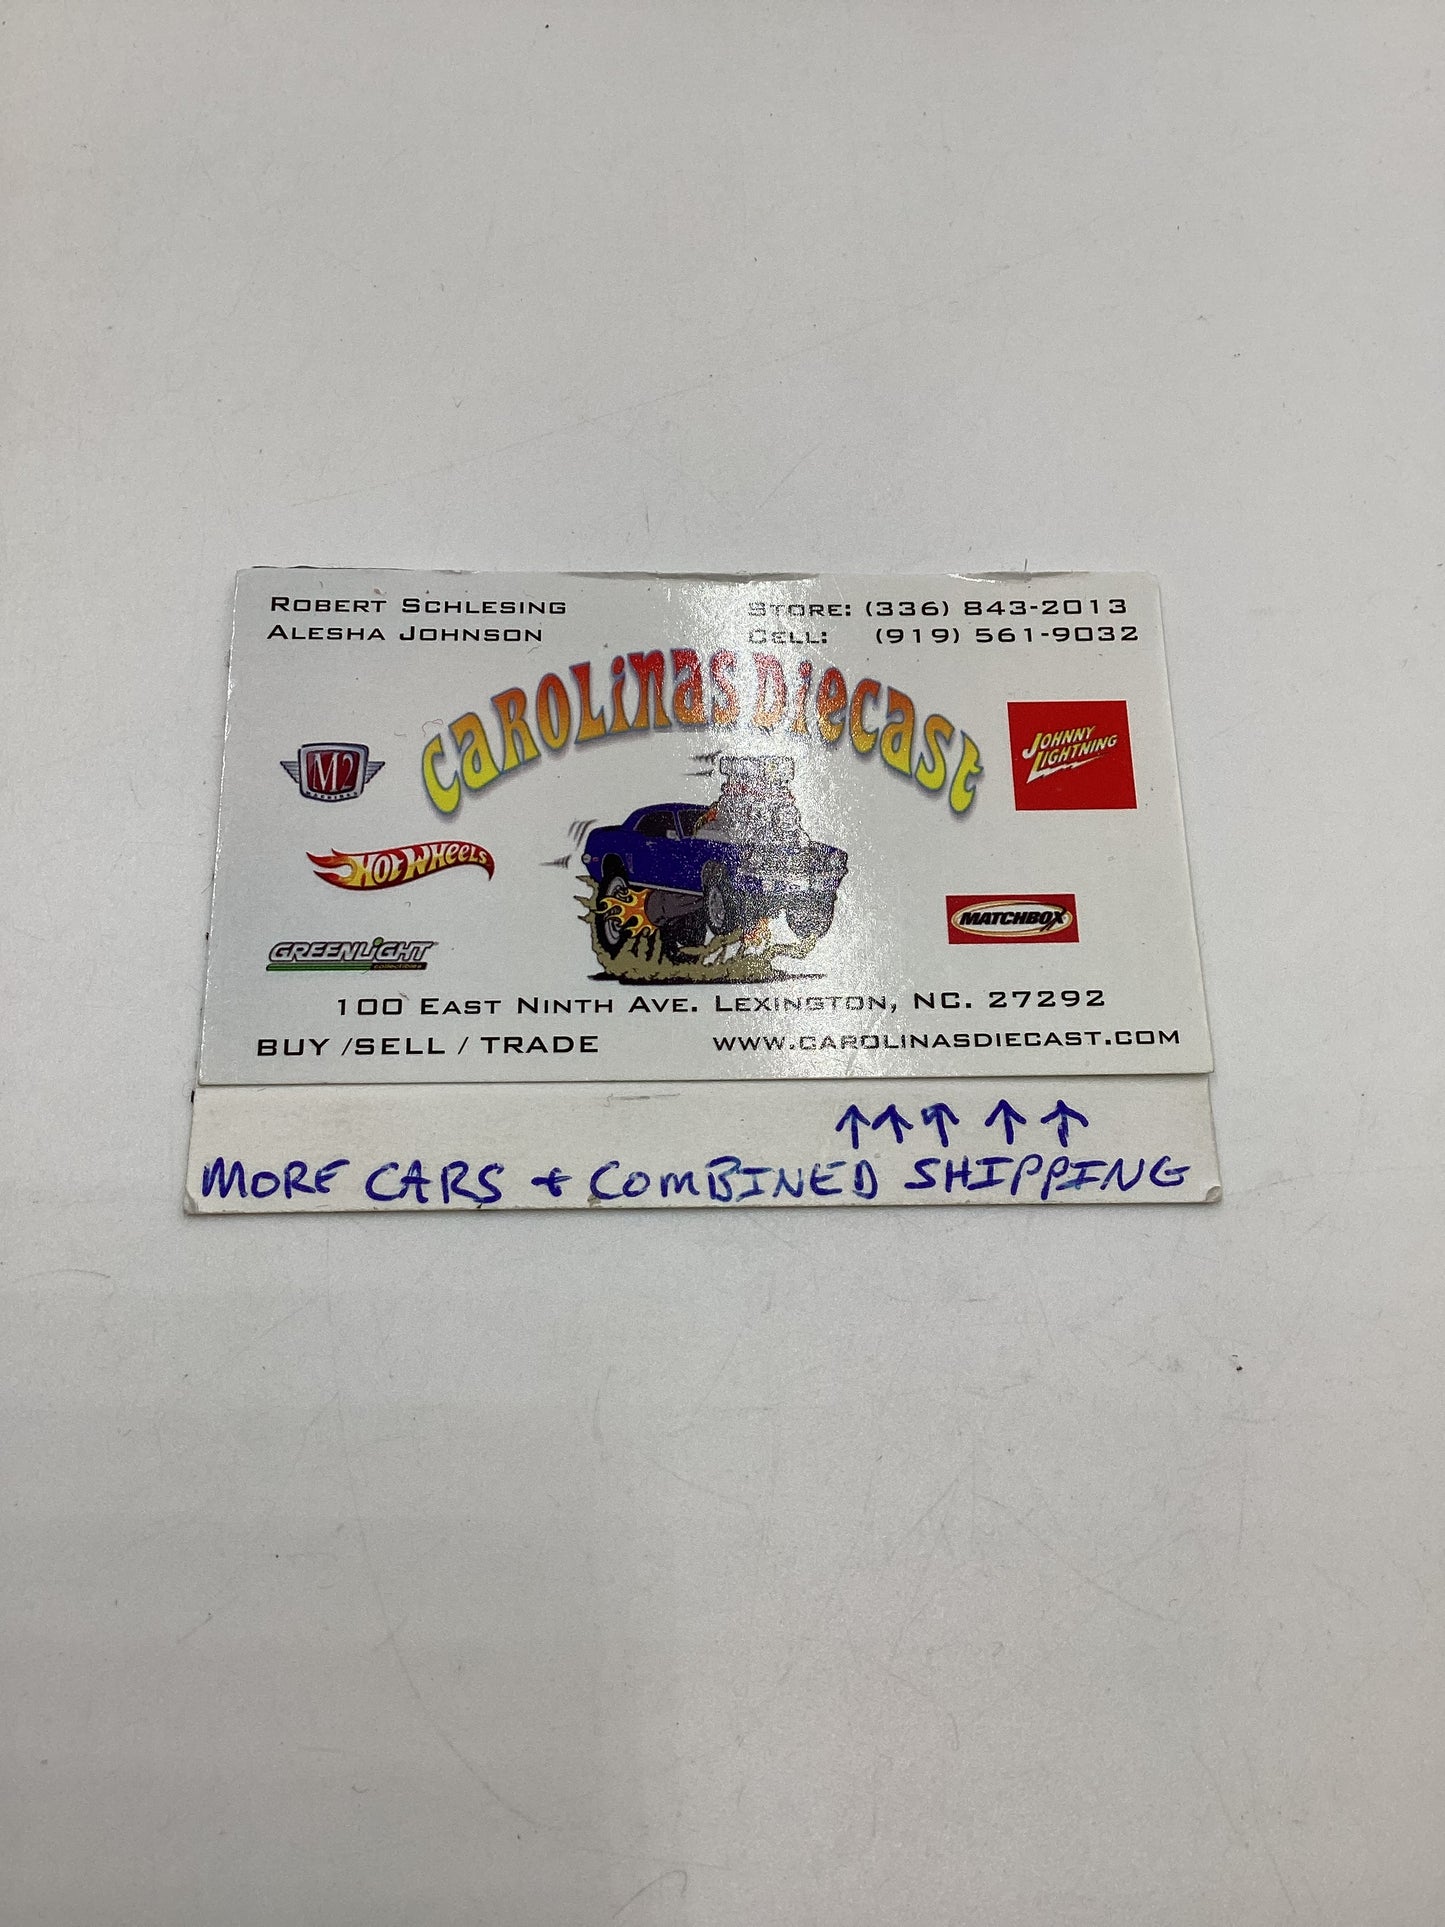 ROBERT SCHLESING
ALESHA JOHNSON
STORE: (336) 843-2013
CELL: (919) 561-9032
CAROLINAS DIECAST
M2
MACHINES
JOHNNY
LIGHTNING
HOT WHEELS
MATCHBOX
GREENLIGHT
collectibles
100 EAST NINTH AVE. LEXINGTON, NC. 27292
BUY /SELL / TRADE
WWW.CAROLINASDIECAST.COM
↑↑↑ ↑ ↑
MORE CARS + COMBINED SHIPPING